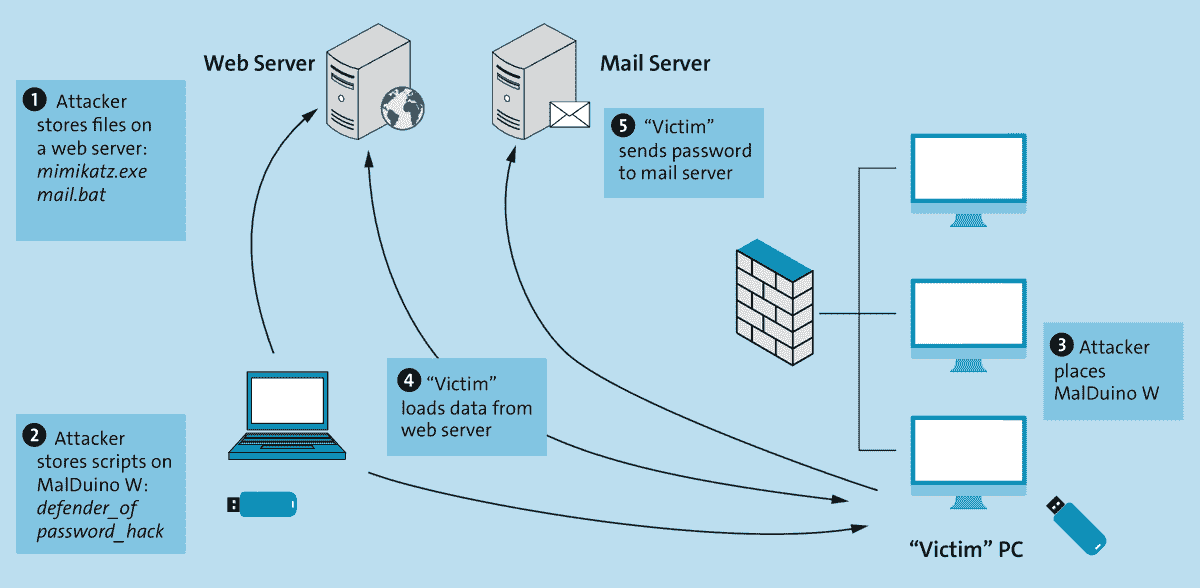 Web Server
Mail Server
1 Attacker
stores files on
a web server:
mimikatz.exe
mail.bat
5 “Victim”
sends password
to mail server
3 Attacker
places
MalDuino W
4 “Victim”
loads data from
web server
2 Attacker
stores scripts on
MalDuino W:
defender_of
password_hack
“Victim” PC